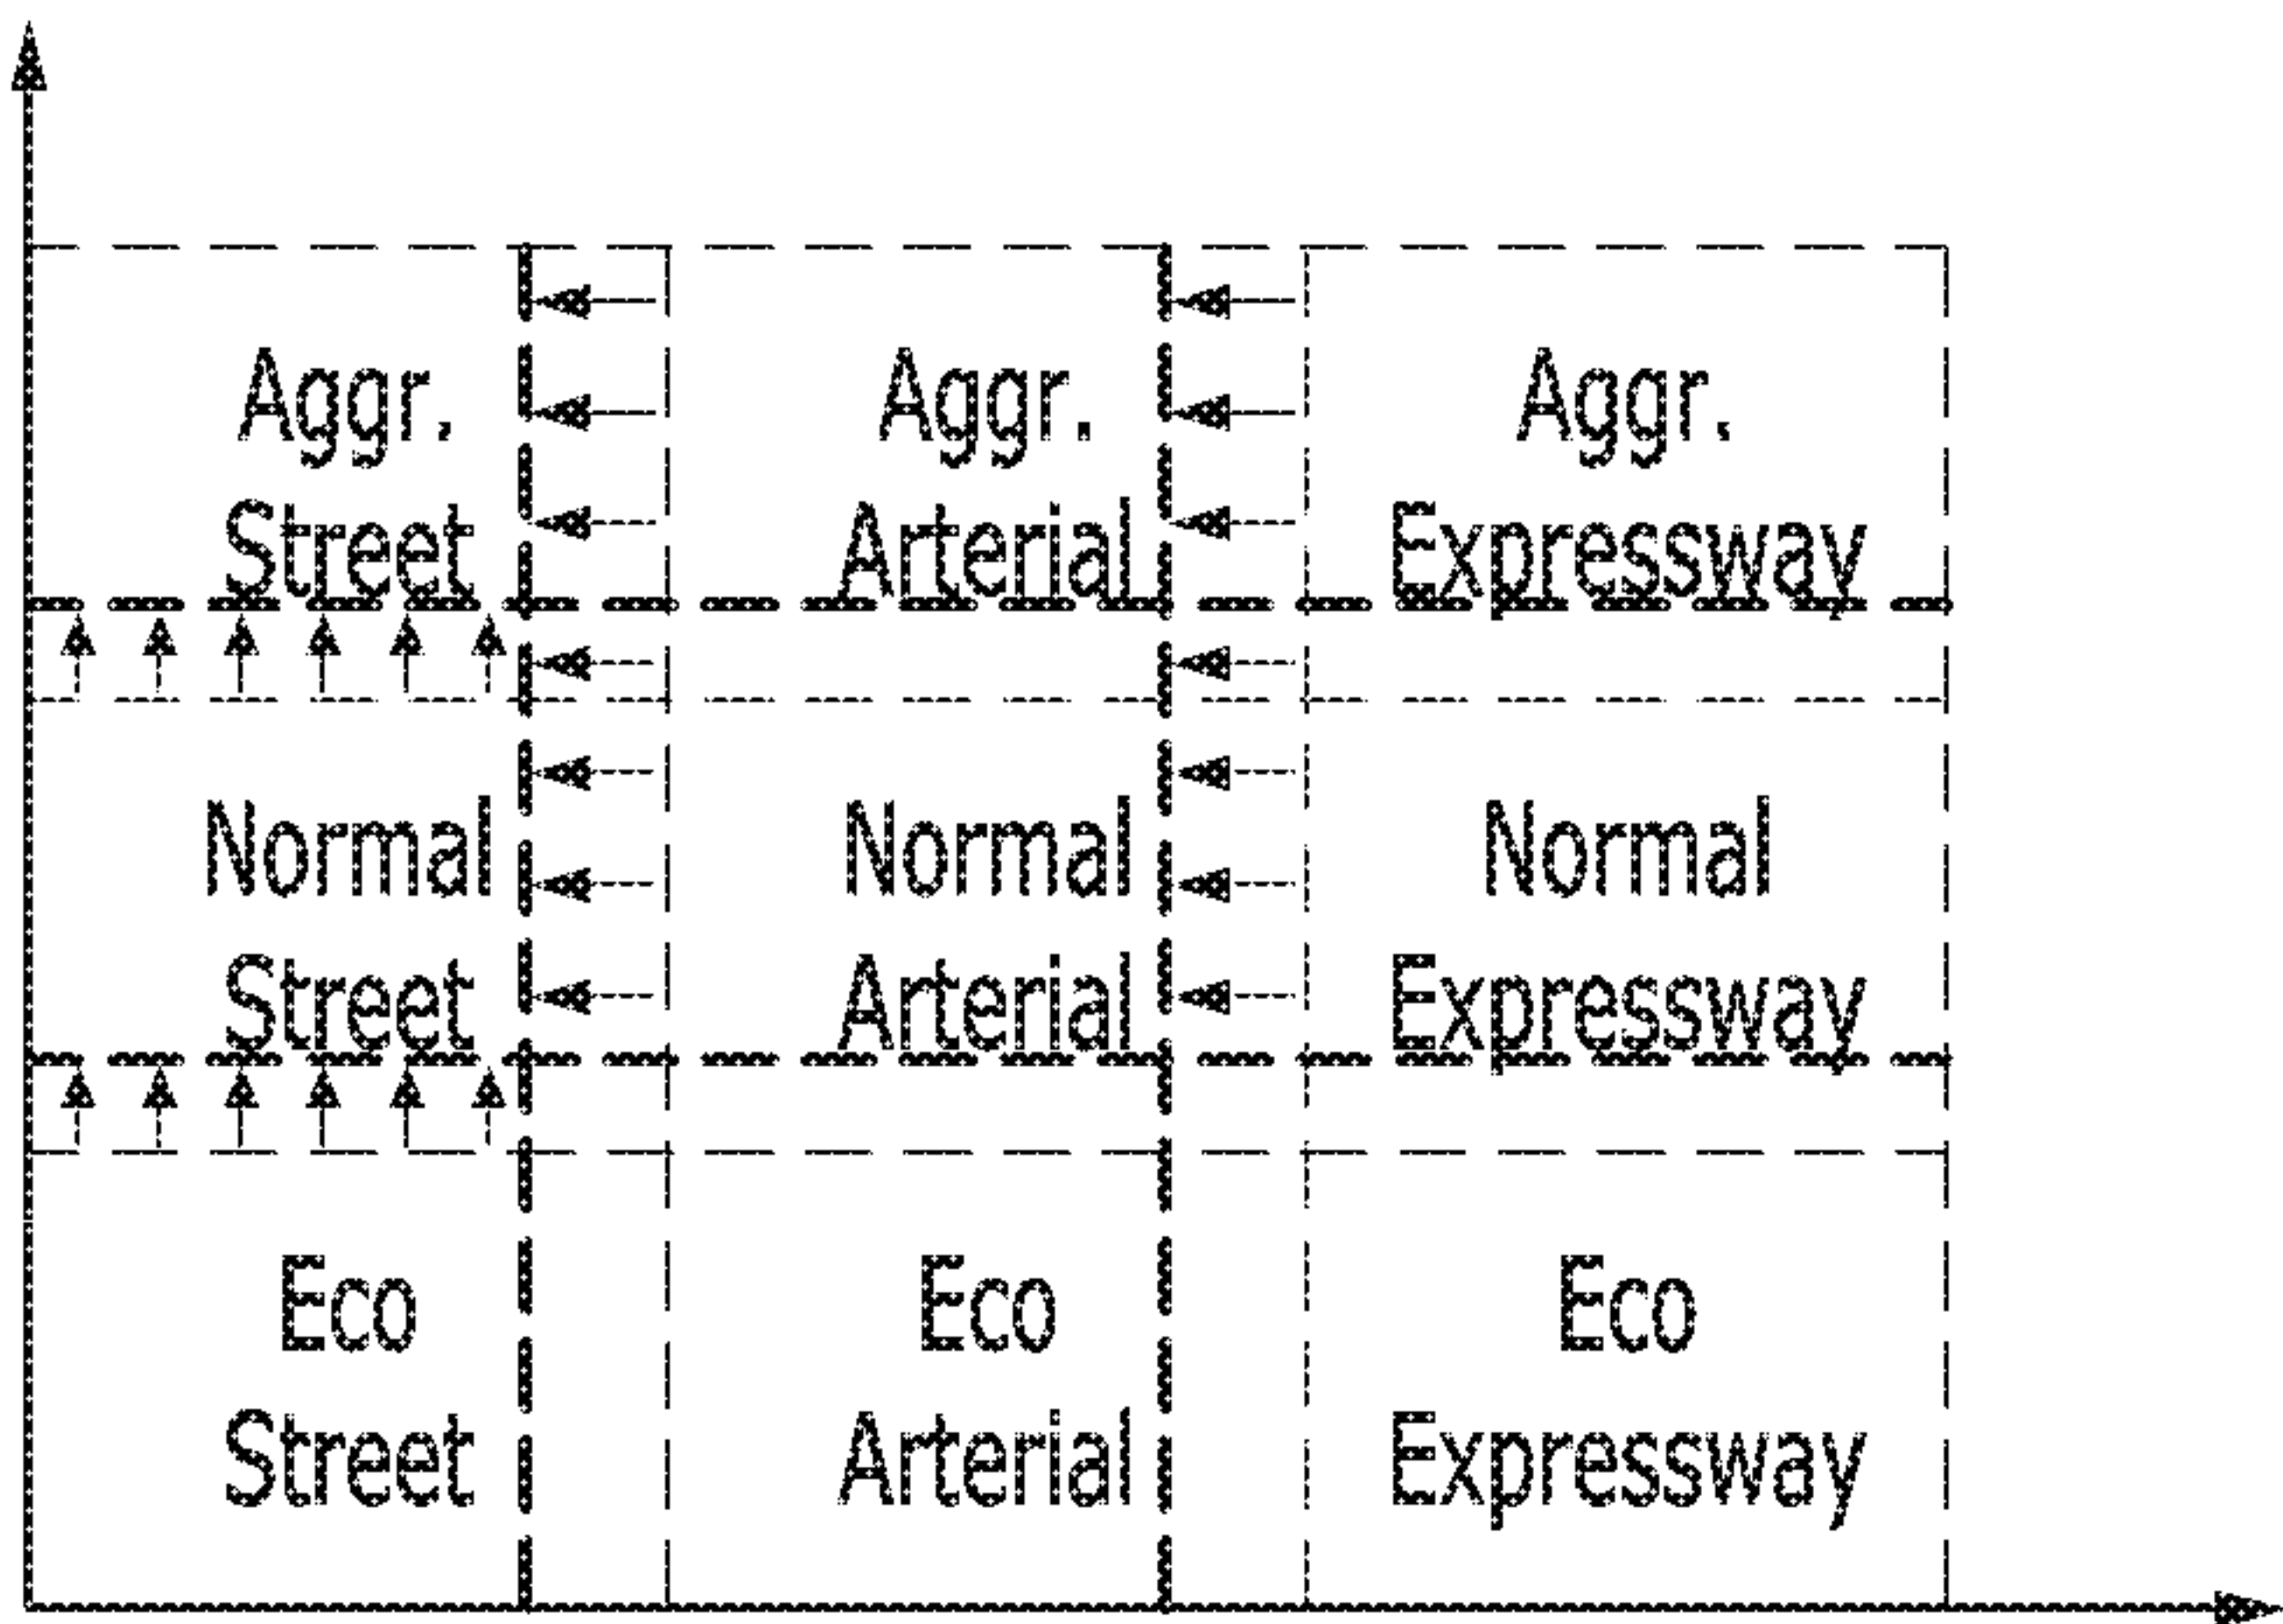 Aggr.
Street
Aggr.
Arterial
Aggr.
Expressway
Normal
Street
Normal
Arterial
Normal
Expressway
Eco
Street
Eco
Arterial
Eco
Expressway